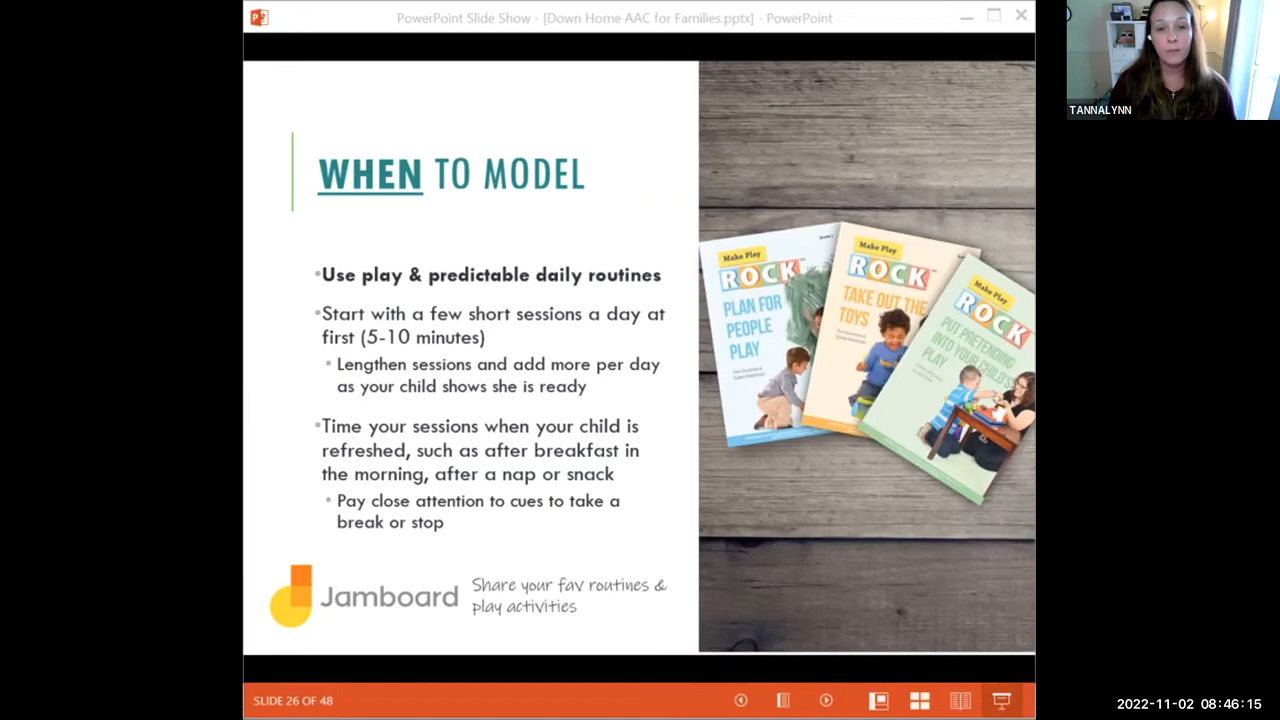 PowerPoint Slide Show - [Down Home AAC for Families.pptx] - PowerPoint
TANNALYNN
WHEN TO MODEL
•Use play & predictable daily routines
•Start with a few short sessions a day at
first (5-10 minutes)
• Lengthen sessions and add more per day
as your child shows she is ready
•Time your sessions when your child is
refreshed, such as after breakfast in
the morning, after a nap or snack
• Pay close attention to cues to take a
break or stop
Jamboard
Share your fav routines &
play activities
Make Play
ROCK™
PLAN FOR
PEOPLE
PLAY
Make Play
ROCK™
TAKE OUT THE
TOYS
Make Play
ROCK
PUT PRETENDING
INTO YOUR CHILD'S
PLAY
SLIDE 26 OF 48
2022-11-02 08:46:15